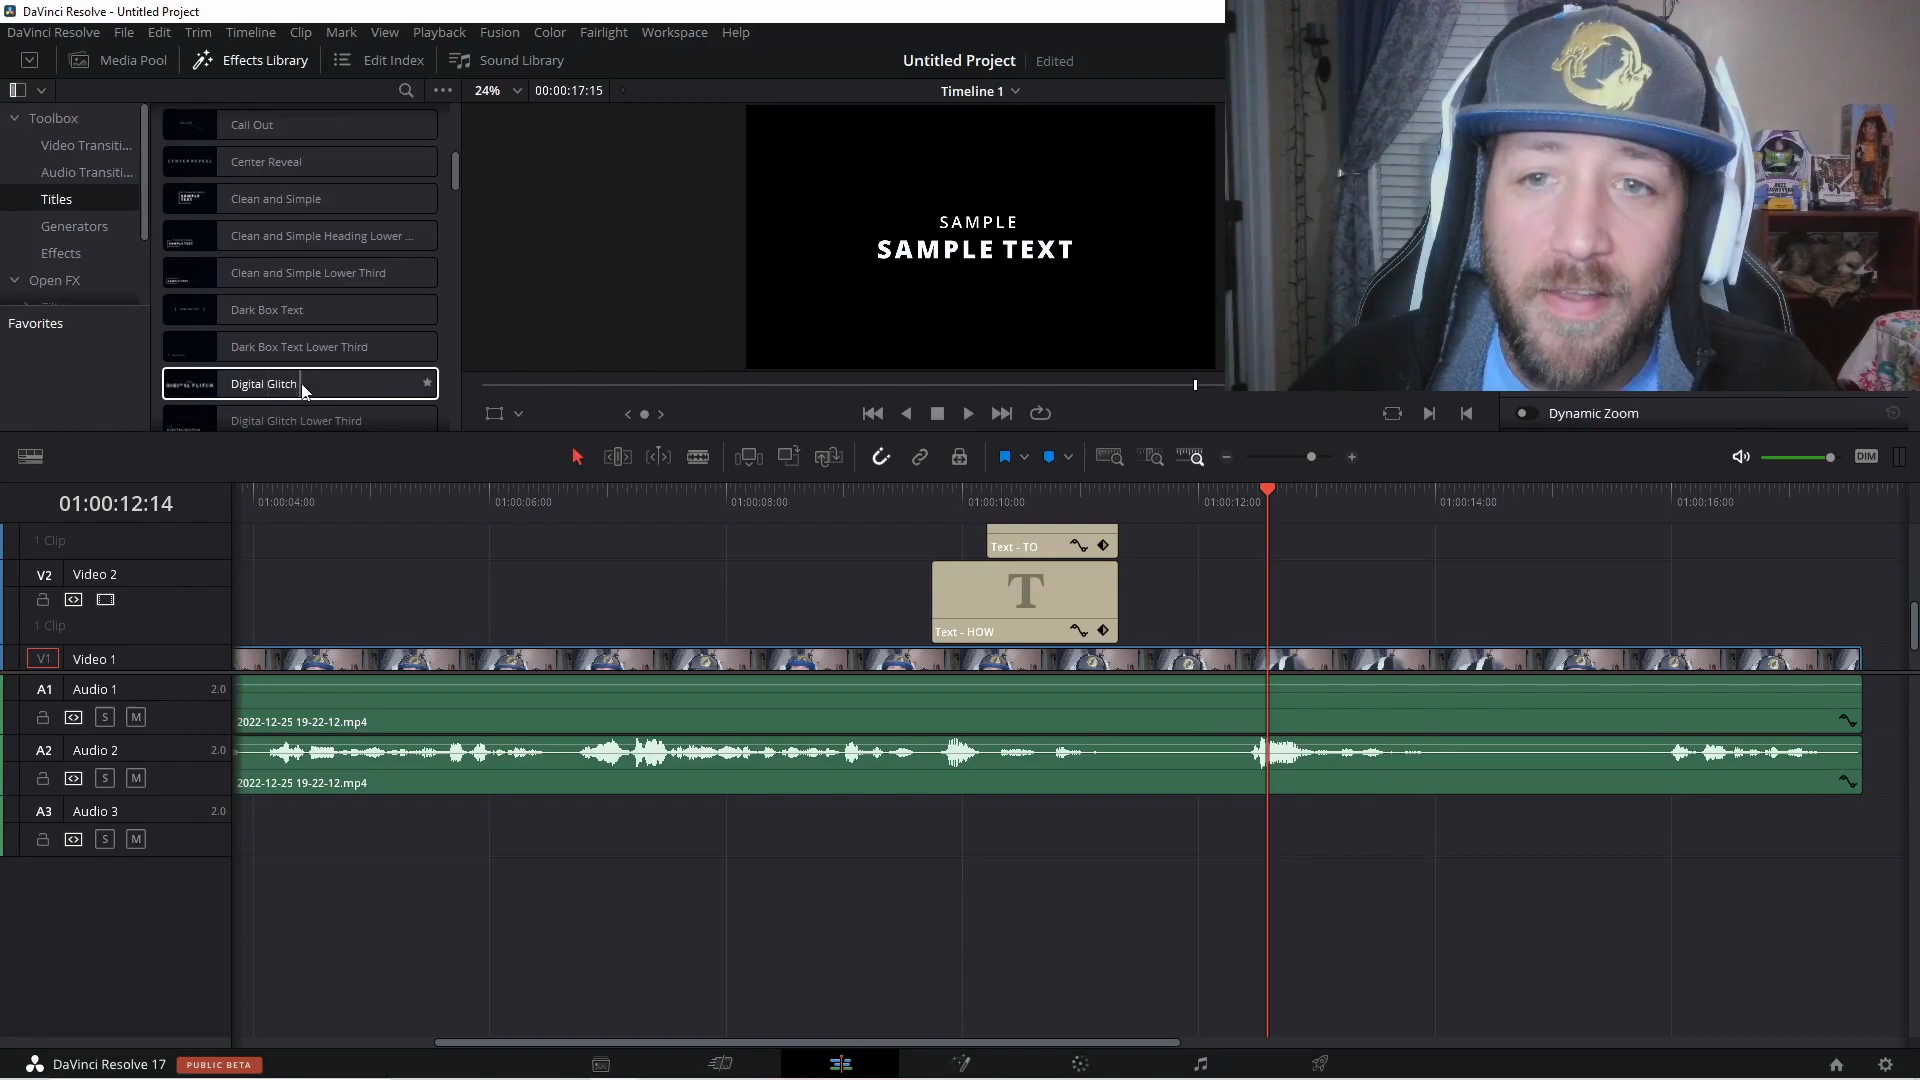 DaVinci Resolve - Untitled Project
DaVinci Resolve File Edit Trim Timeline Clip Mark View Playback Fusion Color Fairlight Workspace Help
Media Pool Effects Library Edit Index Sound Library Untitled Project Edited
24% 00:00:17:15 Timeline 1
Toolbox
Video Transiti...
Audio Transiti...
Titles
Generators
Effects
Open FX
Favorites
Call Out
CENTER REVEAL Center Reveal
SAMPLE TEXT Clean and Simple
Clean and Simple Heading Lower ...
Clean and Simple Lower Third
Dark Box Text
Dark Box Text Lower Third
DIGITAL GLITCH Digital Glitch
Digital Glitch Lower Third
SAMPLE
SAMPLE TEXT
Dynamic Zoom
DIM
01:00:12:14
01:00:04:00 01:00:06:00 01:00:08:00 01:00:10:00 01:00:12:00 01:00:14:00 01:00:16:00
1 Clip
Text - TO
V2 Video 2
T
1 Clip
Text - HOW
V1 Video 1
A1 Audio 1 2.0
S M
2022-12-25 19-22-12.mp4
A2 Audio 2 2.0
S M
2022-12-25 19-22-12.mp4
A3 Audio 3 2.0
S M
DaVinci Resolve 17 PUBLIC BETA